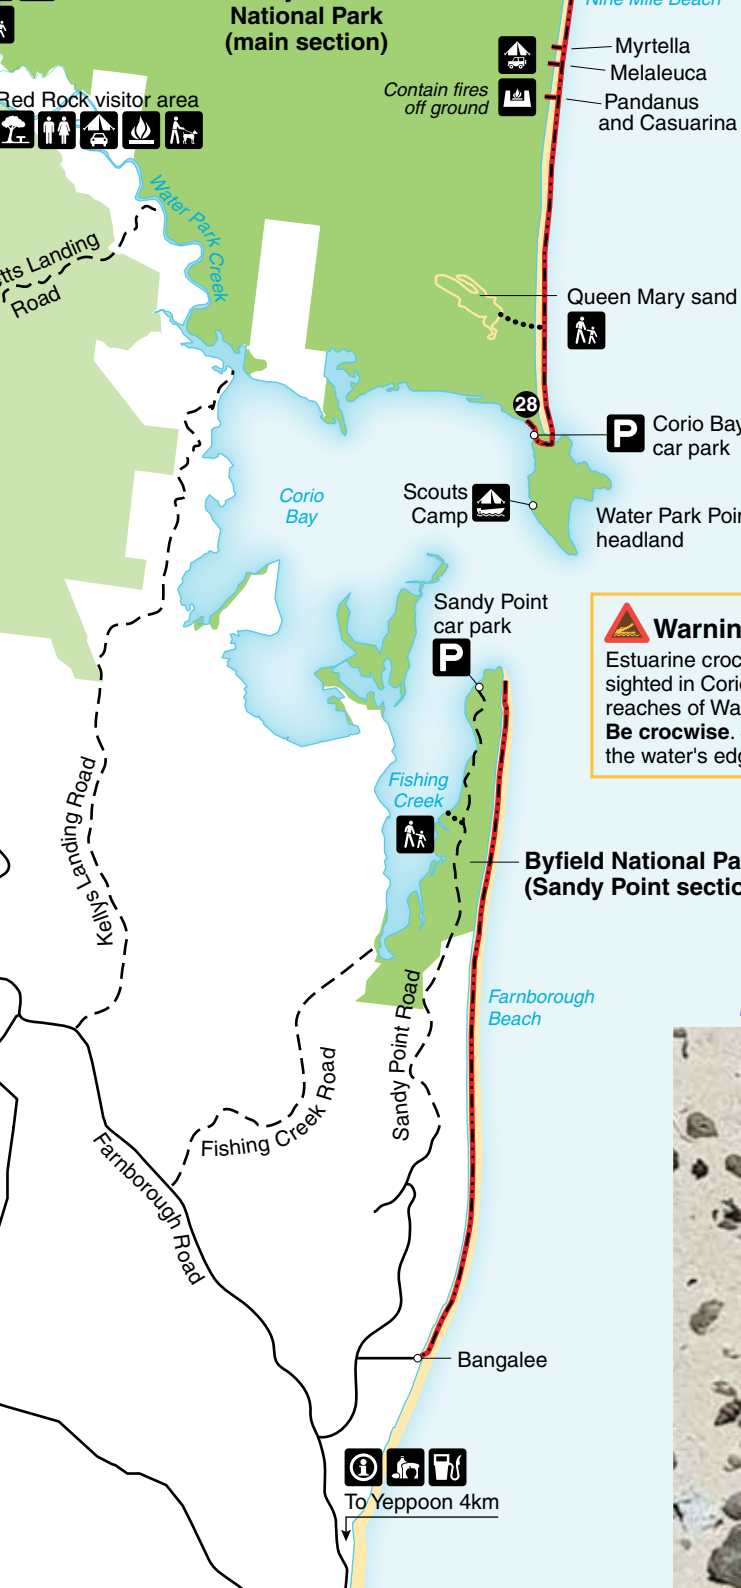 Nine Mile Beach
National Park
(main section)
Myrtella
Melaleuca
Contain fires
off ground
Pandanus
and Casuarina
Red Rock visitor area
Water Park Creek
Landing
Road
Queen Mary sand
28
P
Corio Bay
car park
Corio
Bay
Scouts
Camp
Water Park Poin
headland
Sandy Point
car park
P
Warnin
Estuarine croc
sighted in Corio
reaches of Wa
Be crocwise.
the water's edg
Fishing
Creek
Kellys Landing Road
Byfield National Pa
(Sandy Point sectio
Farnborough
Beach
Sandy Point Road
Fishing Creek Road
Farnborough Road
Bangalee
To Yeppoon 4km